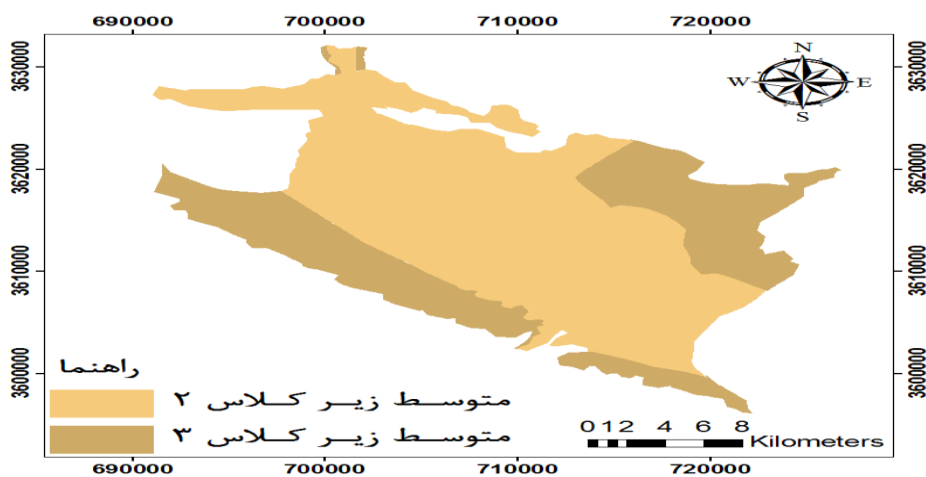 690000 700000 710000 720000
3630000 3630000
3620000 3620000
3610000 3610000
3600000 3600000
N
W E
S
راهنما
متوسط زیر کلاس ۲
متوسط زیر کلاس ۳
0 1 2 4 6 8
Kilometers
690000 700000 710000 720000